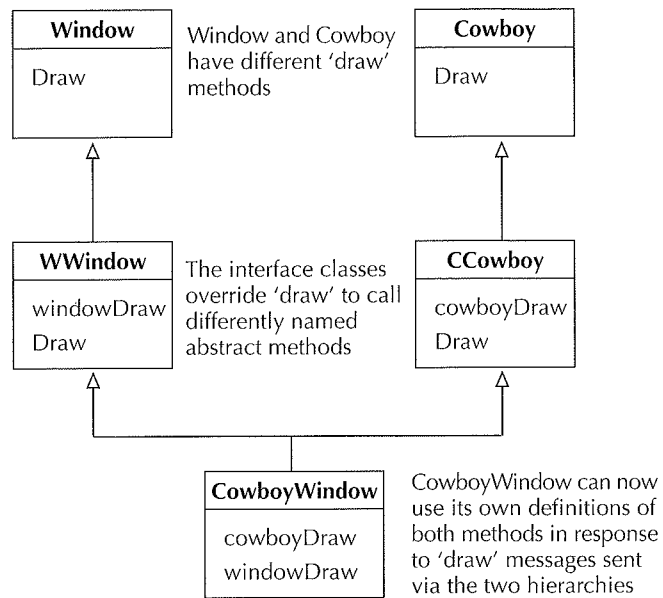 Window
Draw
Window and Cowboy
have different ‘draw’
methods
Cowboy
Draw
WWindow
windowDraw
Draw
The interface classes
override ‘draw’ to call
differently named
abstract methods
CCowboy
cowboyDraw
Draw
CowboyWindow
cowboyDraw
windowDraw
CowboyWindow can now
use its own definitions of
both methods in response
to ‘draw’ messages sent
via the two hierarchies